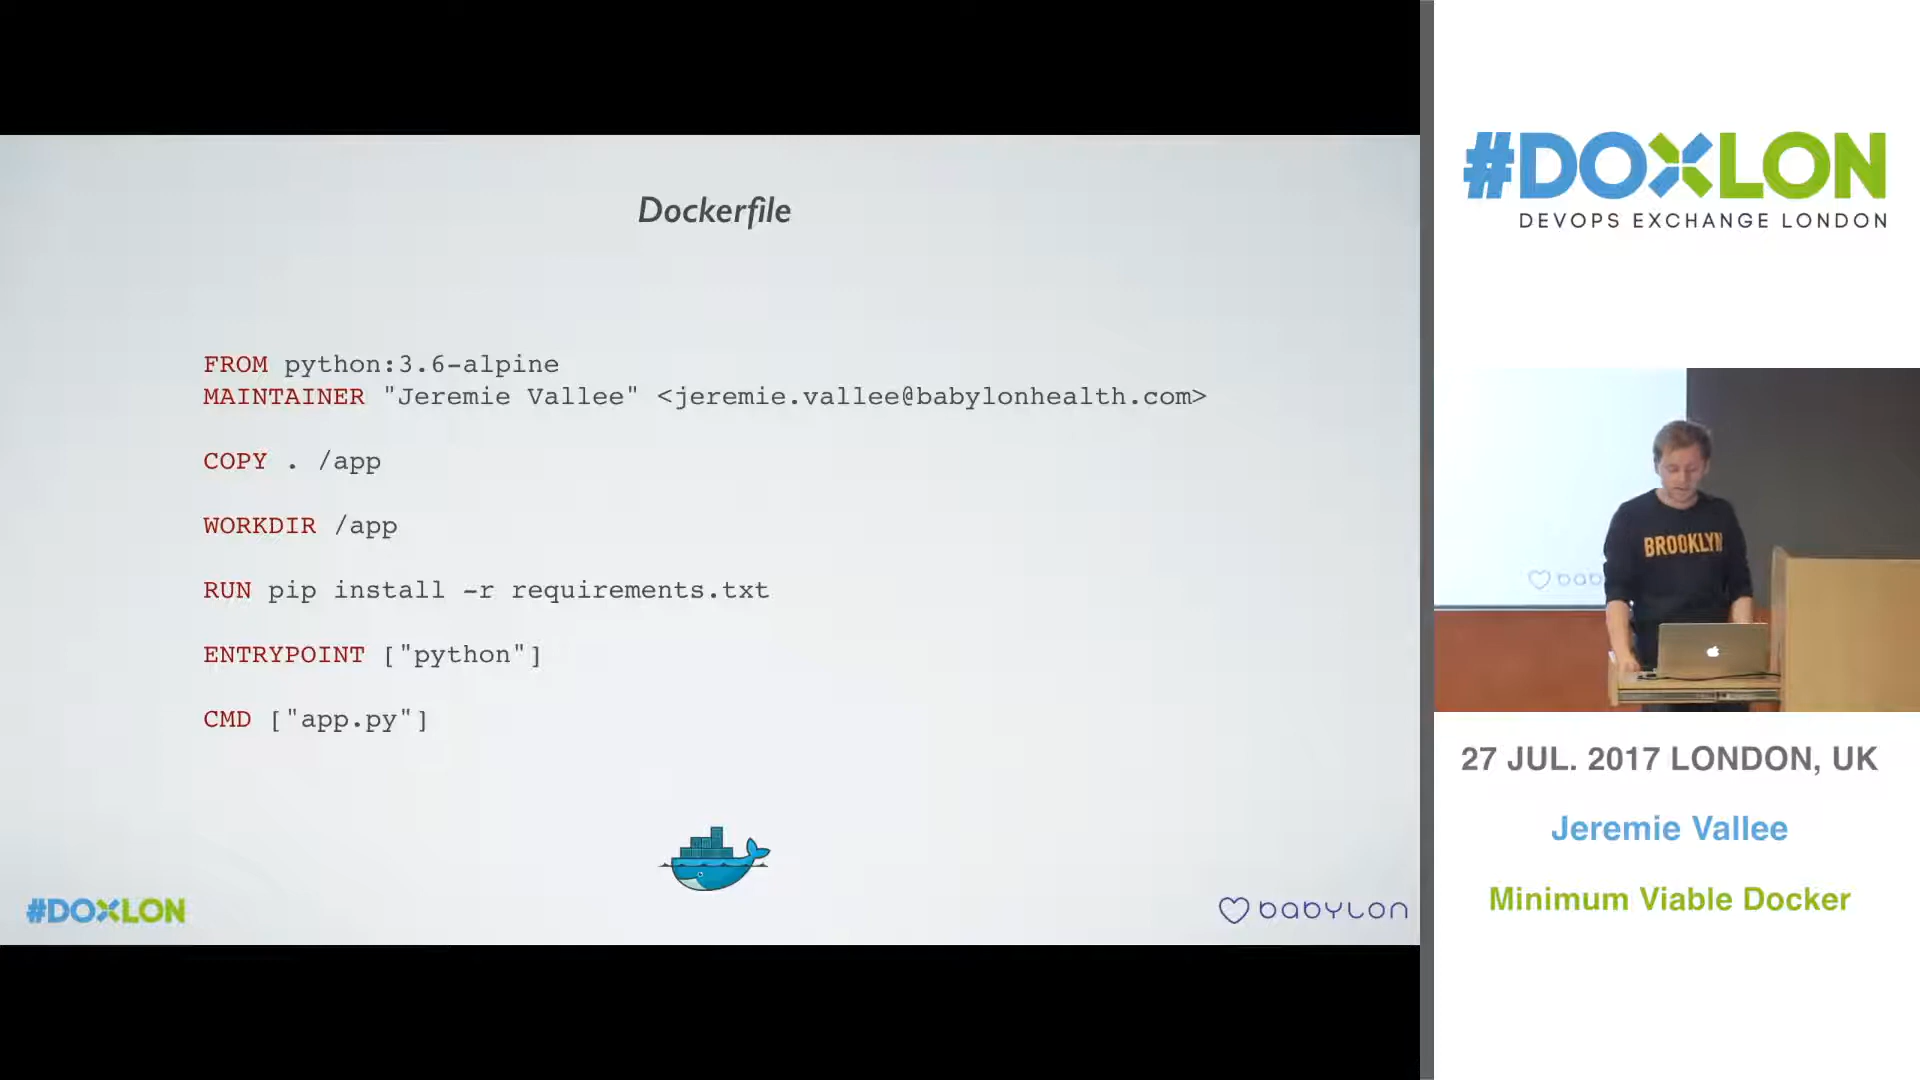 Dockerfile
FROM python:3.6-alpine
MAINTAINER "Jeremie Vallee" <jeremie.vallee@babylonhealth.com>
COPY . /app
WORKDIR /app
RUN pip install -r requirements.txt
ENTRYPOINT ["python"]
CMD ["app.py"]
#DOXLON
babylon
#DOXLON
DEVOPS EXCHANGE LONDON
BROOKLYN
27 JUL. 2017 LONDON, UK
Jeremie Vallee
Minimum Viable Docker